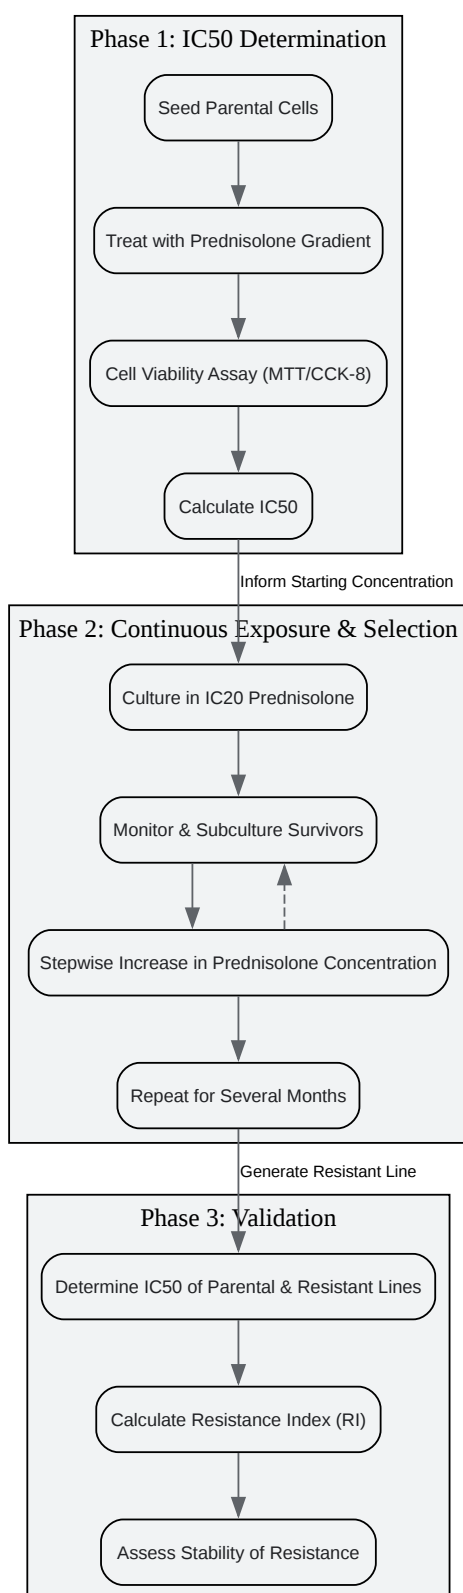 Phase 1: IC50 Determination
Seed Parental Cells
Treat with Prednisolone Gradient
Cell Viability Assay (MTT/CCK-8)
Calculate IC50
Inform Starting Concentration
Phase 2: Continuous Exposure & Selection
Culture in IC20 Prednisolone
Monitor & Subculture Survivors
Stepwise Increase in Prednisolone Concentration
Repeat for Several Months
Generate Resistant Line
Phase 3: Validation
Determine IC50 of Parental & Resistant Lines
Calculate Resistance Index (RI)
Assess Stability of Resistance